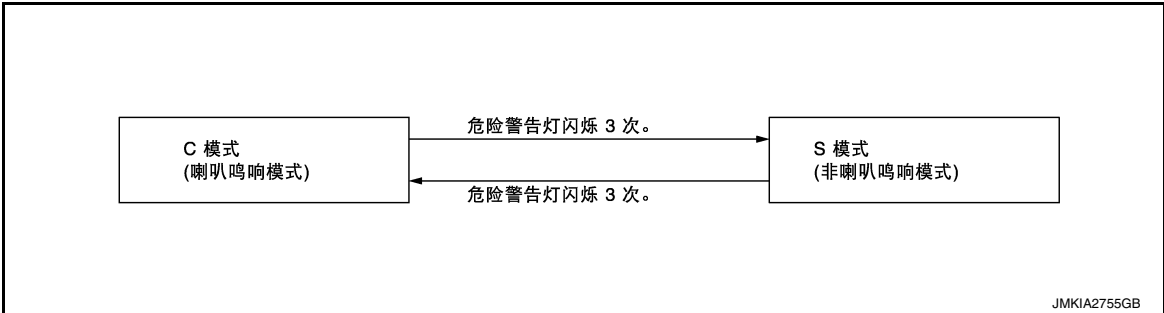 危险警告灯闪烁 3 次。
C 模式
(喇叭鸣响模式)
S 模式
(非喇叭鸣响模式)
危险警告灯闪烁 3 次。
JMKIA2755GB